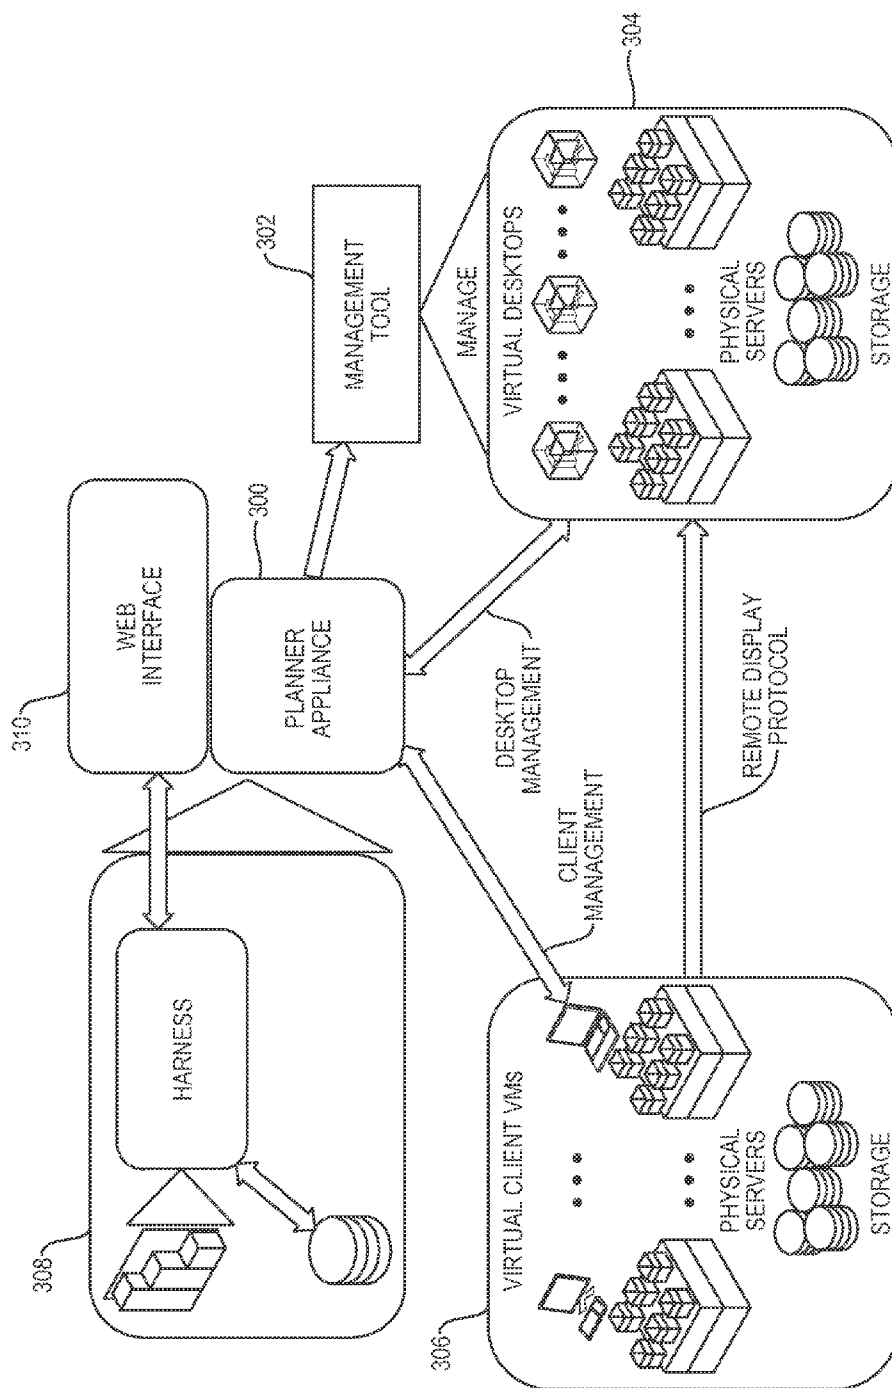 308
HARNESS
310
WEB
INTERFACE
300
PLANNER
APPLIANCE
302
MANAGEMENT
TOOL
CLIENT
MANAGEMENT
DESKTOP
MANAGEMENT
306
VIRTUAL CLIENT VMS
PHYSICAL
SERVERS
STORAGE
REMOTE DISPLAY
PROTOCOL
304
MANAGE
VIRTUAL DESKTOPS
PHYSICAL
SERVERS
STORAGE